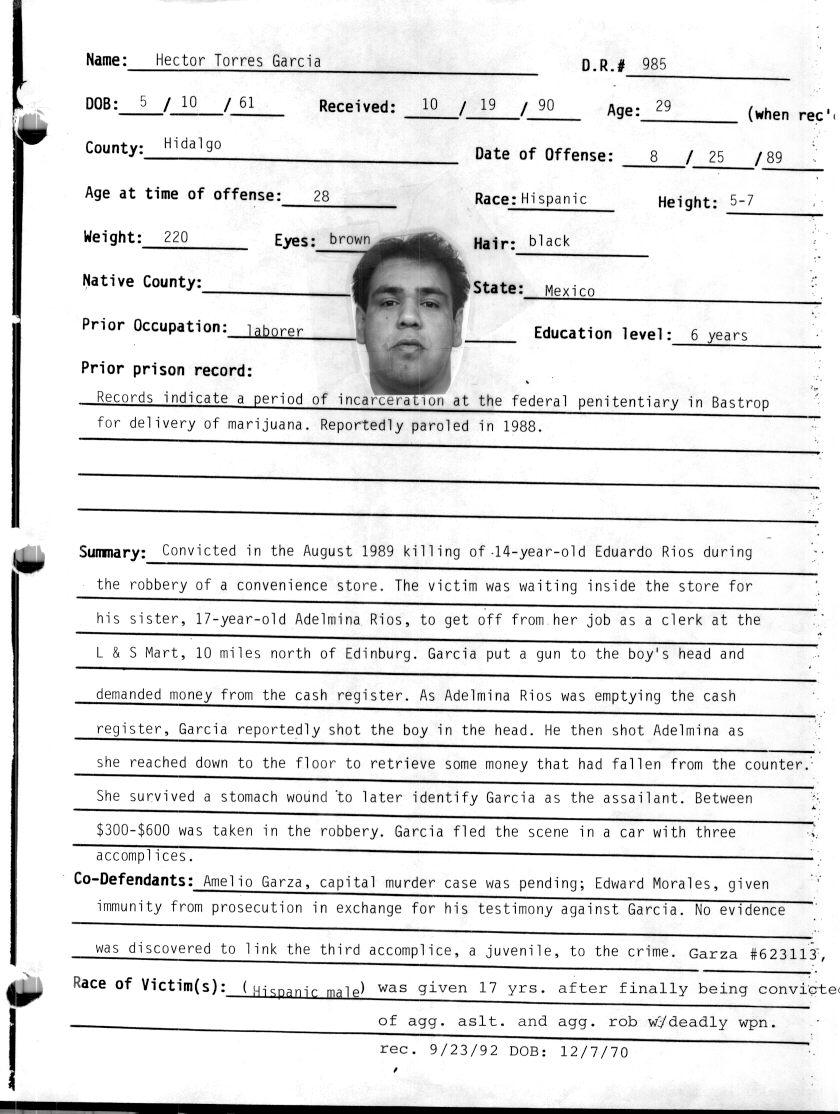 Name: Hector Torres Garcia D.R.# 985
DOB: 5 / 10 / 61 Received: 10 / 19 / 90 Age: 29 (when rec'
County: Hidalgo Date of Offense: 8 / 25 / 89
Age at time of offense: 28 Race: Hispanic Height: 5-7
Weight: 220 Eyes: brown Hair: black
Native County: State: Mexico
Prior Occupation: laborer Education level: 6 years
Prior prison record:
Records indicate a period of incarceration at the federal penitentiary in Bastrop
for delivery of marijuana. Reportedly paroled in 1988.
Summary: Convicted in the August 1989 killing of 14-year-old Eduardo Rios during
the robbery of a convenience store. The victim was waiting inside the store for
his sister, 17-year-old Adelmina Rios, to get off from her job as a clerk at the
L & S Mart, 10 miles north of Edinburg. Garcia put a gun to the boy's head and
demanded money from the cash register. As Adelmina Rios was emptying the cash
register, Garcia reportedly shot the boy in the head. He then shot Adelmina as
she reached down to the floor to retrieve some money that had fallen from the counter.
She survived a stomach wound to later identify Garcia as the assailant. Between
$300-$600 was taken in the robbery. Garcia fled the scene in a car with three
accomplices.
Co-Defendants: Amelio Garza, capital murder case was pending; Edward Morales, given
immunity from prosecution in exchange for his testimony against Garcia. No evidence
was discovered to link the third accomplice, a juvenile, to the crime. Garza #623113,
Race of Victim(s): (Hispanic male) was given 17 yrs. after finally being convicte
of agg. aslt. and agg. rob w/deadly wpn.
rec. 9/23/92 DOB: 12/7/70